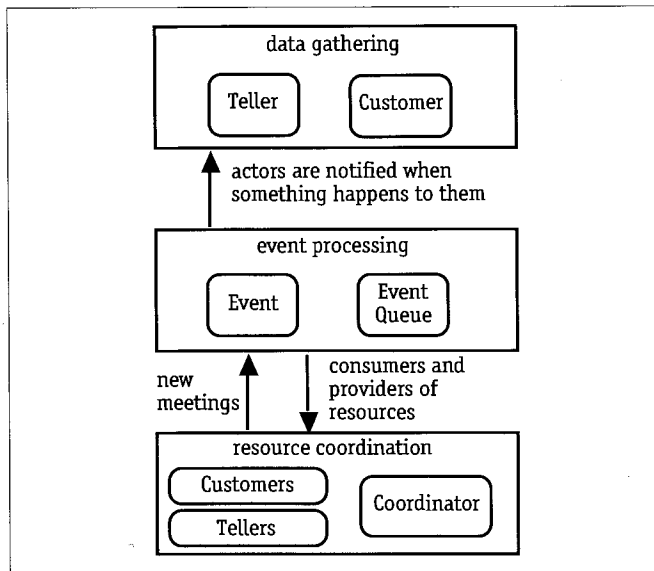 data gathering
Teller
Customer
actors are notified when
something happens to them
event processing
Event
Event
Queue
new
meetings
consumers and
providers of
resources
resource coordination
Customers
Tellers
Coordinator